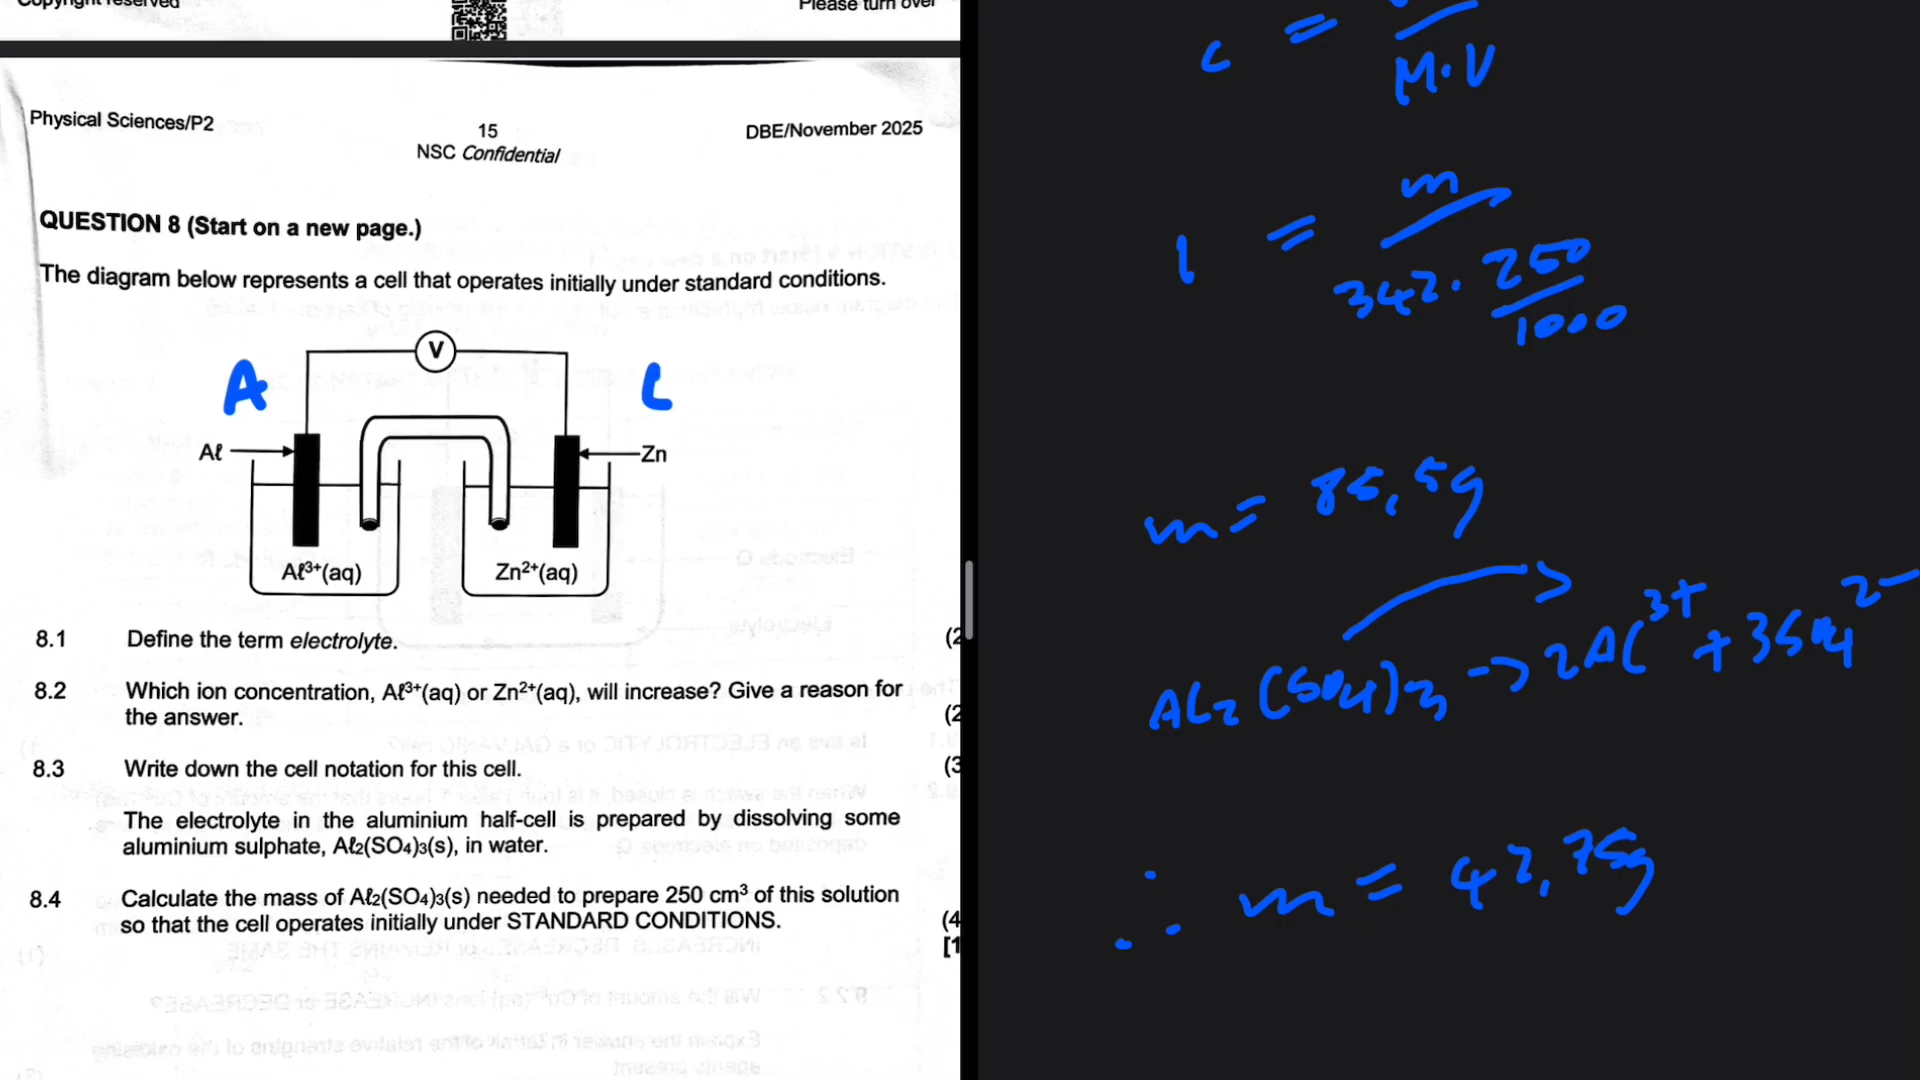 Copyright reserved
Please turn over
Physical Sciences/P2
15
NSC Confidential
DBE/November 2025
QUESTION 8 (Start on a new page.)
The diagram below represents a cell that operates initially under standard conditions.
A
V
C
Aℓ
Zn
Aℓ³⁺(aq)
Zn²⁺(aq)
8.1 Define the term electrolyte. (2
8.2 Which ion concentration, Aℓ³⁺(aq) or Zn²⁺(aq), will increase? Give a reason for
the answer. (2
8.3 Write down the cell notation for this cell. (3
The electrolyte in the aluminium half-cell is prepared by dissolving some
aluminium sulphate, Aℓ₂(SO₄)₃(s), in water.
8.4 Calculate the mass of Aℓ₂(SO₄)₃(s) needed to prepare 250 cm³ of this solution
so that the cell operates initially under STANDARD CONDITIONS. (4
[1
c =
M·V
1 = m
342 · 250
1000
m = 85,5g
Al₂(SO₄)₃ → 2Al³⁺ + 3SO₄²⁻
∴ m = 42,75g